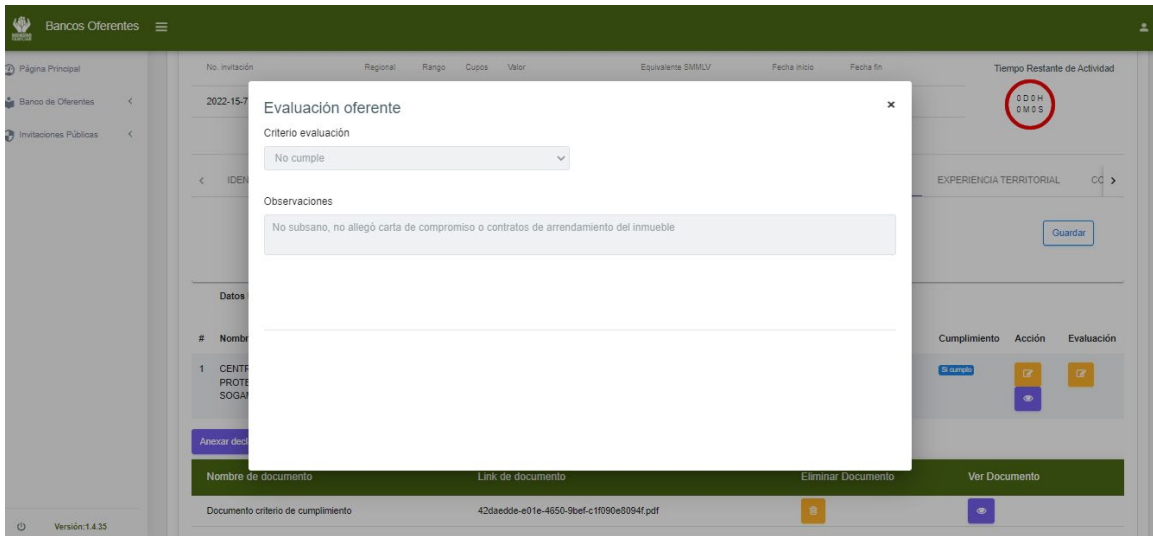 Bancos Oferentes
Página Principal
Banco de Oferentes
Invitaciones Públicas
Versión:1.4.35
No. invitación Regional Rango Cupos Valor Equivalente SMMLV Fecha inicio Fecha fin
Tiempo Restante de Actividad
2022-15-7
0 D 0 H
0 M 0 S
Evaluación oferente ×
Criterio evaluación
No cumple
Observaciones
No subsano, no allegó carta de compromiso o contratos de arrendamiento del inmueble
IDEN
EXPERIENCIA TERRITORIAL CO
Guardar
Datos
# Nombr
Cumplimiento Acción Evaluación
1 CENTR
PROTE
SOGAM
Si cumple
Anexar decl
Nombre de documento Link de documento Eliminar Documento Ver Documento
Documento criterio de cumplimiento 42daedde-e01e-4650-9bef-c1f090e8094f.pdf